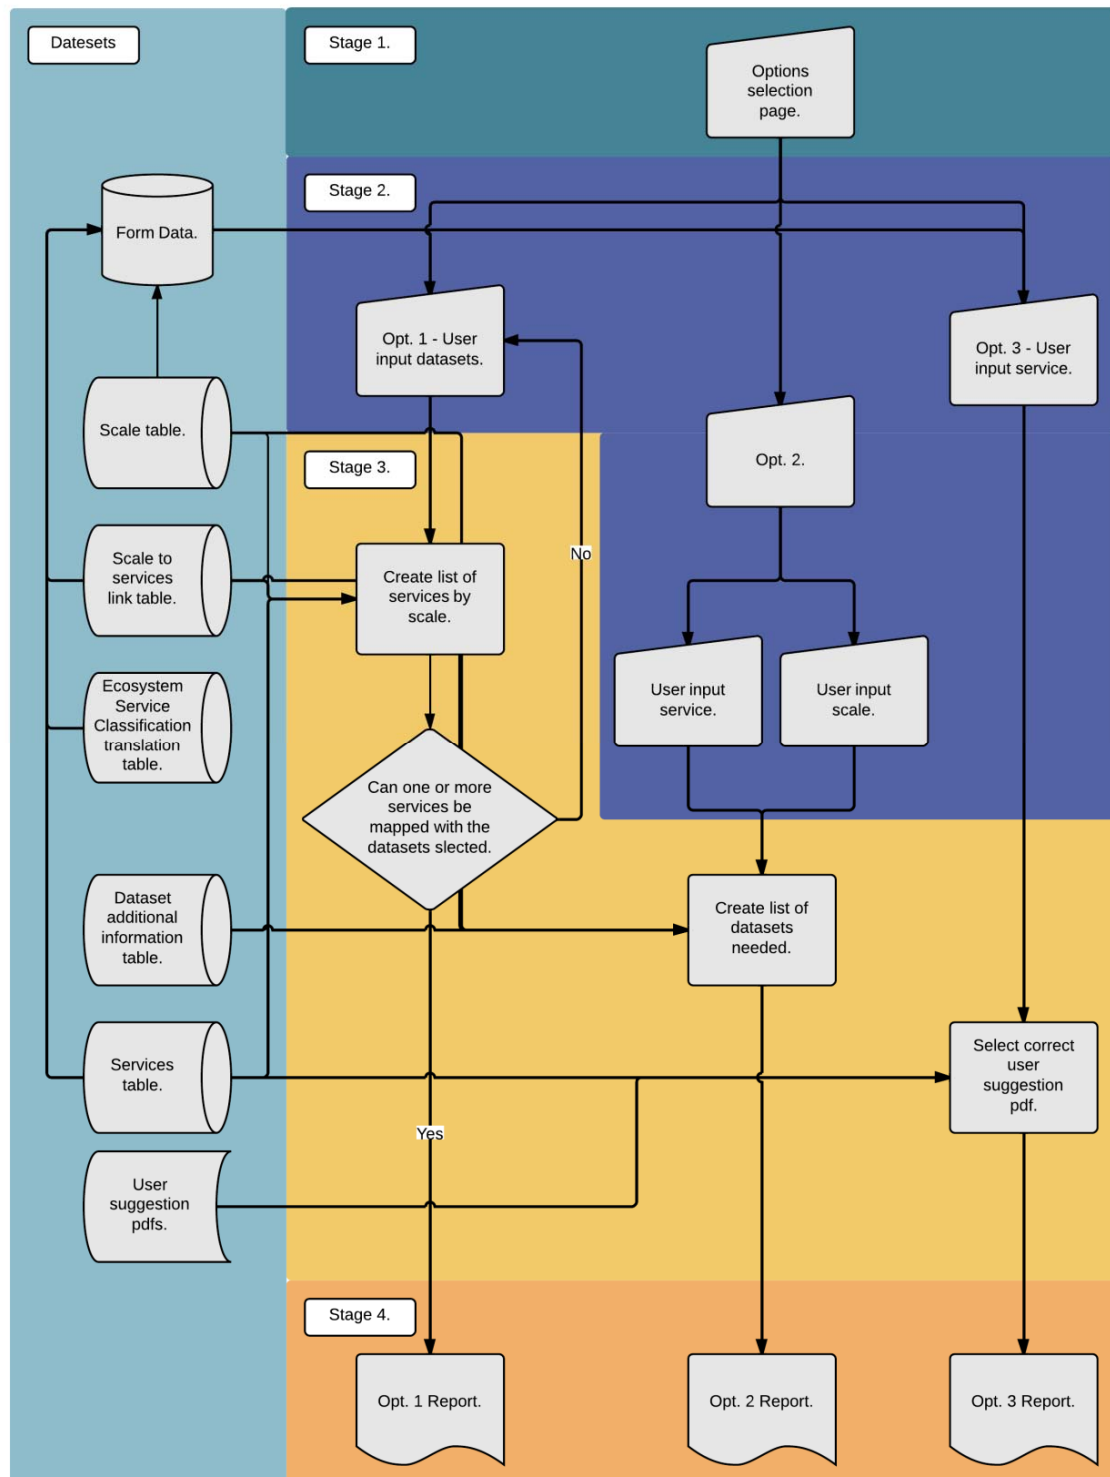 Datesets
Stage 1.
Options
selection
page.
Stage 2.
Form Data.
Opt. 1 - User
input datasets.
Opt. 3 - User
input service.
Scale table.
Opt. 2.
Stage 3.
No
Scale to
services
link table.
Create list of
services by
scale.
Ecosystem
Service
Classification
translation
table.
User input
service.
User input
scale.
Can one or more
services be
mapped with the
datasets slected.
Dataset
additional
information
table.
Create list of
datasets
needed.
Services
table.
Select correct
user
suggestion
pdf.
Yes
User
suggestion
pdfs.
Stage 4.
Opt. 1 Report.
Opt. 2 Report.
Opt. 3 Report.